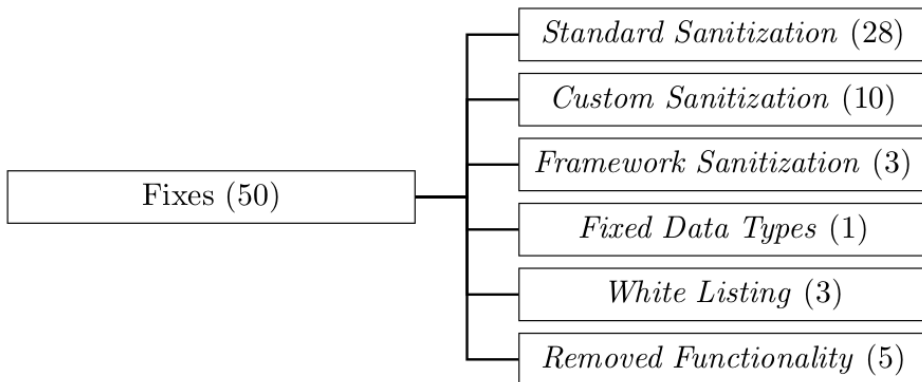 Standard Sanitization (28)
Custom Sanitization (10)
Framework Sanitization (3)
Fixes (50)
Fixed Data Types (1)
White Listing (3)
Removed Functionality (5)